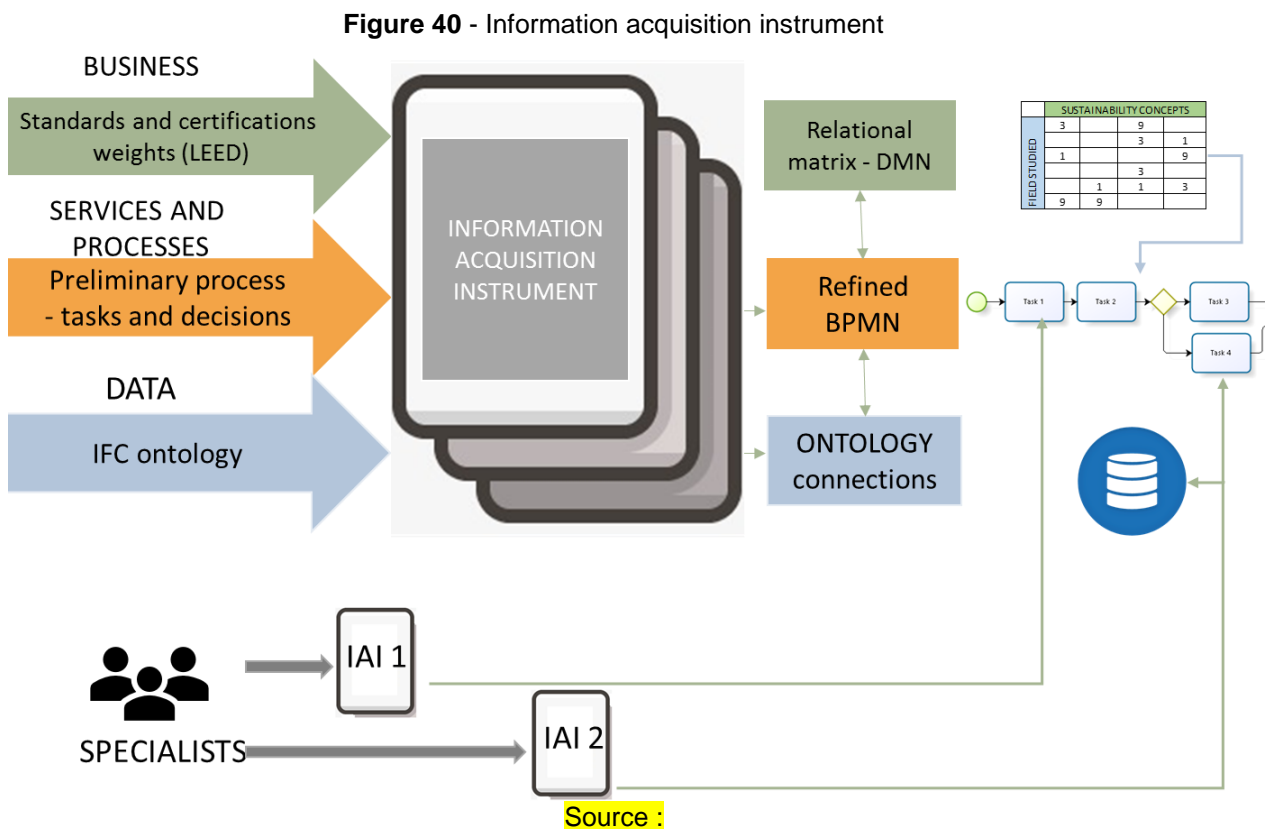 Figure 40 - Information acquisition instrument
BUSINESS
Standards and certifications
weights (LEED)
SERVICES AND
PROCESSES
Preliminary process
- tasks and decisions
DATA
IFC ontology
INFORMATION
ACQUISITION
INSTRUMENT
Relational
matrix - DMN
Refined
BPMN
ONTOLOGY
connections
SUSTAINABILITY CONCEPTS
FIELD STUDIED
3 9
3 1
1 9
3
1 1 3
9 9
Task 1
Task 2
Task 3
Task 4
SPECIALISTS
IAI 1
IAI 2
Source :